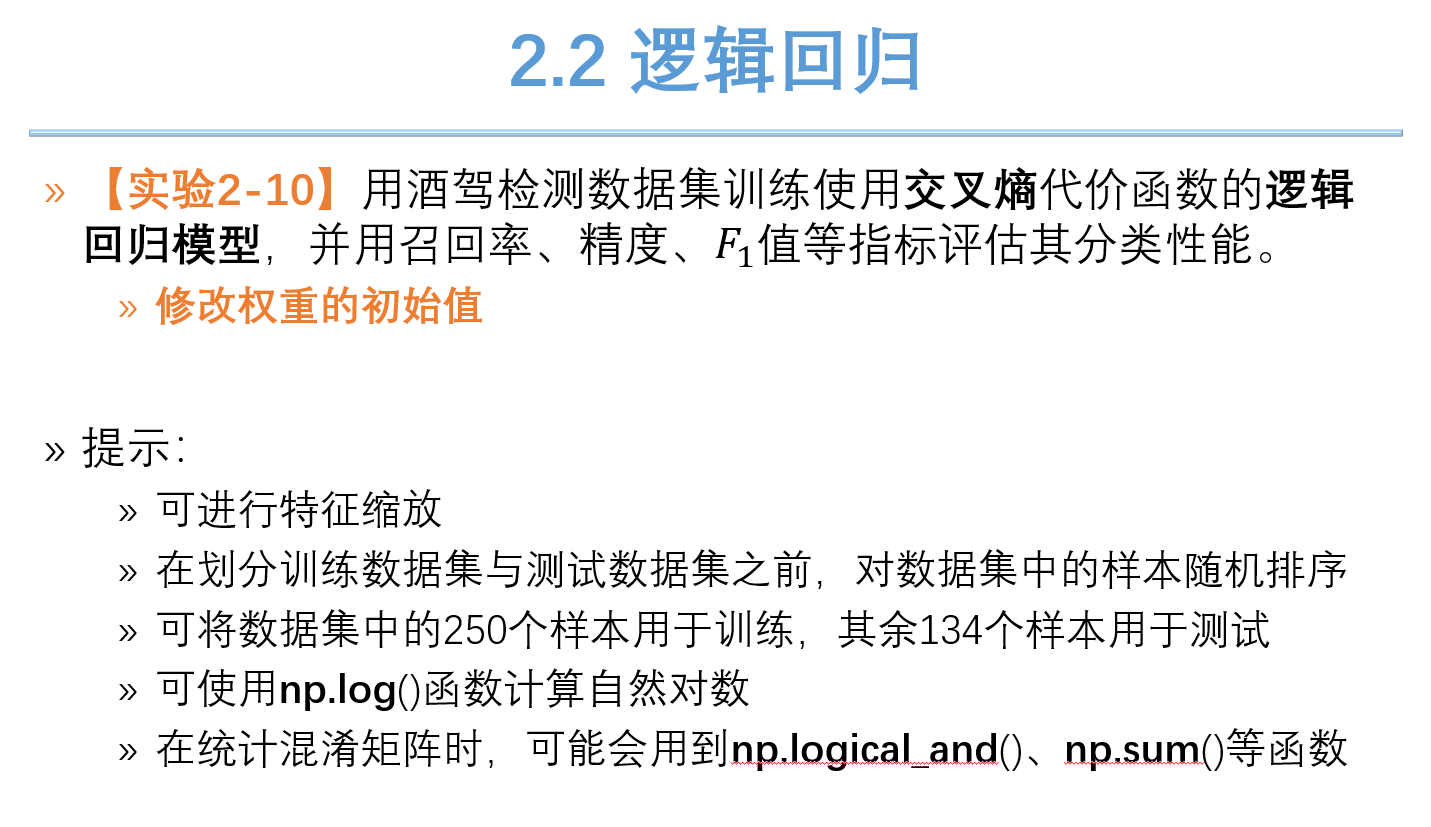 2.2 逻辑回归
» 【实验2-10】用酒驾检测数据集训练使用交叉熵代价函数的逻辑
回归模型，并用召回率、精度、F₁值等指标评估其分类性能。
» 修改权重的初始值
» 提示：
» 可进行特征缩放
» 在划分训练数据集与测试数据集之前，对数据集中的样本随机排序
» 可将数据集中的250个样本用于训练，其余134个样本用于测试
» 可使用np.log()函数计算自然对数
» 在统计混淆矩阵时，可能会用到np.logical_and()、np.sum()等函数